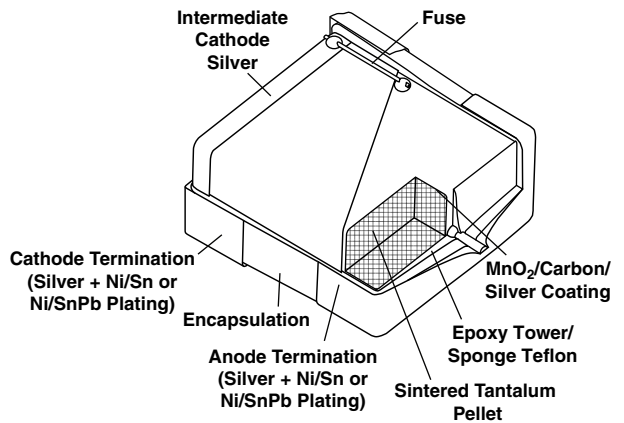 Intermediate
Cathode
Silver
Fuse
Cathode Termination
(Silver + Ni/Sn or
Ni/SnPb Plating)
Encapsulation
Anode Termination
(Silver + Ni/Sn or
Ni/SnPb Plating)
MnO₂/Carbon/
Silver Coating
Epoxy Tower/
Sponge Teflon
Sintered Tantalum
Pellet